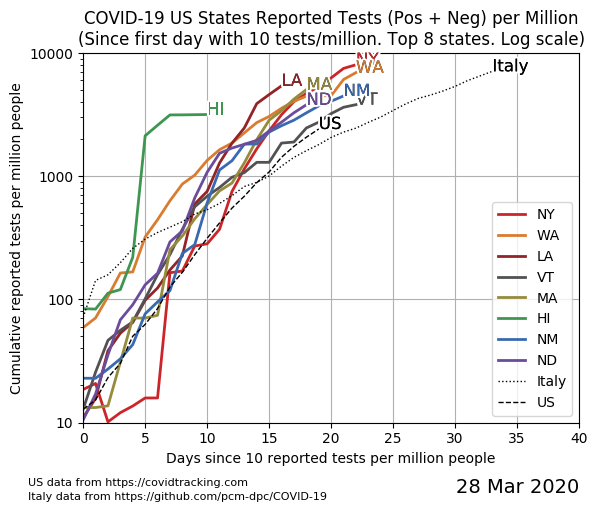 COVID-19 US States Reported Tests (Pos + Neg) per Million
(Since first day with 10 tests/million. Top 8 states. Log scale)
10000
1000
100
10
Cumulative reported tests per million people
NY
WA
Italy
LA
MA
NM
VT
ND
HI
US
NY
WA
LA
VT
MA
HI
NM
ND
Italy
US
0 5 10 15 20 25 30 35 40
Days since 10 reported tests per million people
US data from https://covidtracking.com
Italy data from https://github.com/pcm-dpc/COVID-19
28 Mar 2020